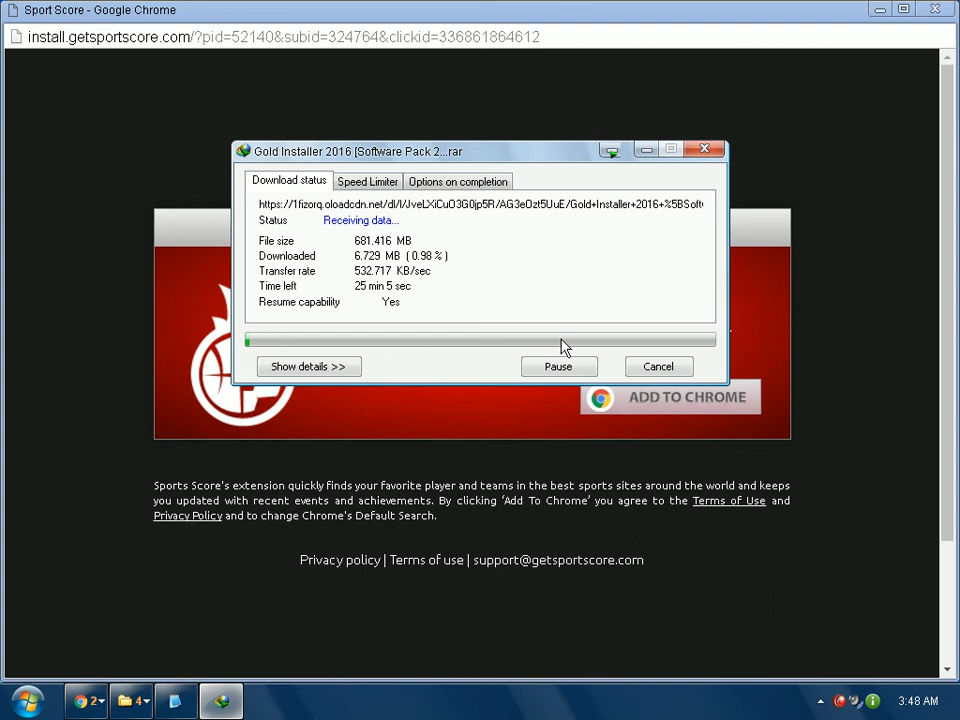 Sport Score - Google Chrome
install.getsportscore.com/?pid=52140&subid=324764&clickid=336861864612
Gold Installer 2016 [Software Pack 2...rar
Download status
Speed Limiter
Options on completion
https://1fizorq.oloadcdn.net/dl/l/JveLXiCuO3G0jp5R/AG3eOzt5UuE/Gold+Installer+2016+%5BSoft
Status Receiving data...
File size 681.416 MB
Downloaded 6.729 MB ( 0.98 % )
Transfer rate 532.717 KB/sec
Time left 25 min 5 sec
Resume capability Yes
Show details >>
Pause
Cancel
ADD TO CHROME
Sports Score's extension quickly finds your favorite player and teams in the best sports sites around the world and keeps
you updated with recent events and achievements. By clicking ‘Add To Chrome’ you agree to the Terms of Use and
Privacy Policy and to change Chrome's Default Search.
Privacy policy | Terms of use | support@getsportscore.com
2
4
3:48 AM